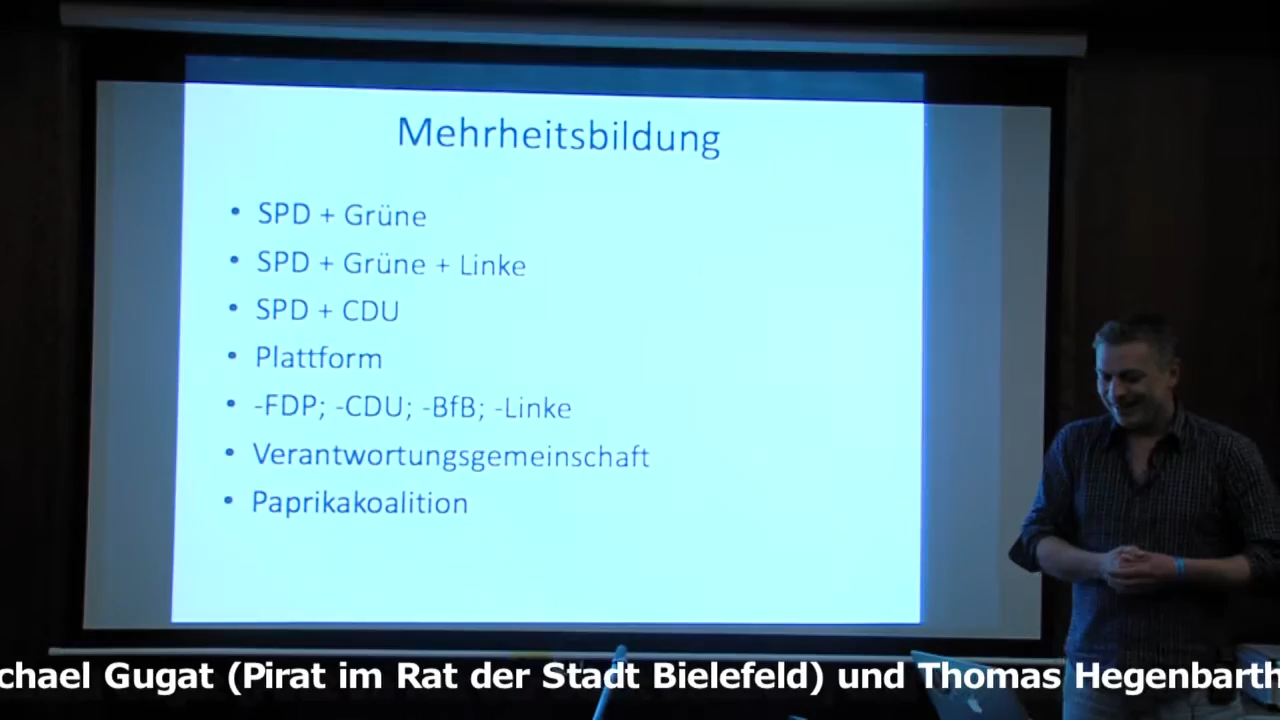 Mehrheitsbildung
• SPD + Grüne
• SPD + Grüne + Linke
• SPD + CDU
• Plattform
• -FDP; -CDU; -BfB; -Linke
• Verantwortungsgemeinschaft
• Paprikakoalition
chael Gugat (Pirat im Rat der Stadt Bielefeld) und Thomas Hegenbarth